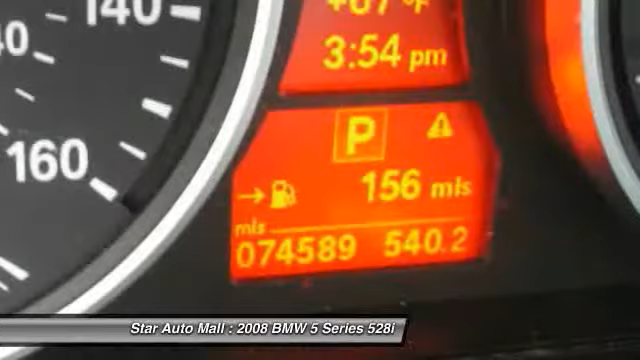 140
40
160
+67 °F
3:54 pm
P
156 mls
mls
074589 540.2
Star Auto Mall : 2008 BMW 5 Series 528i